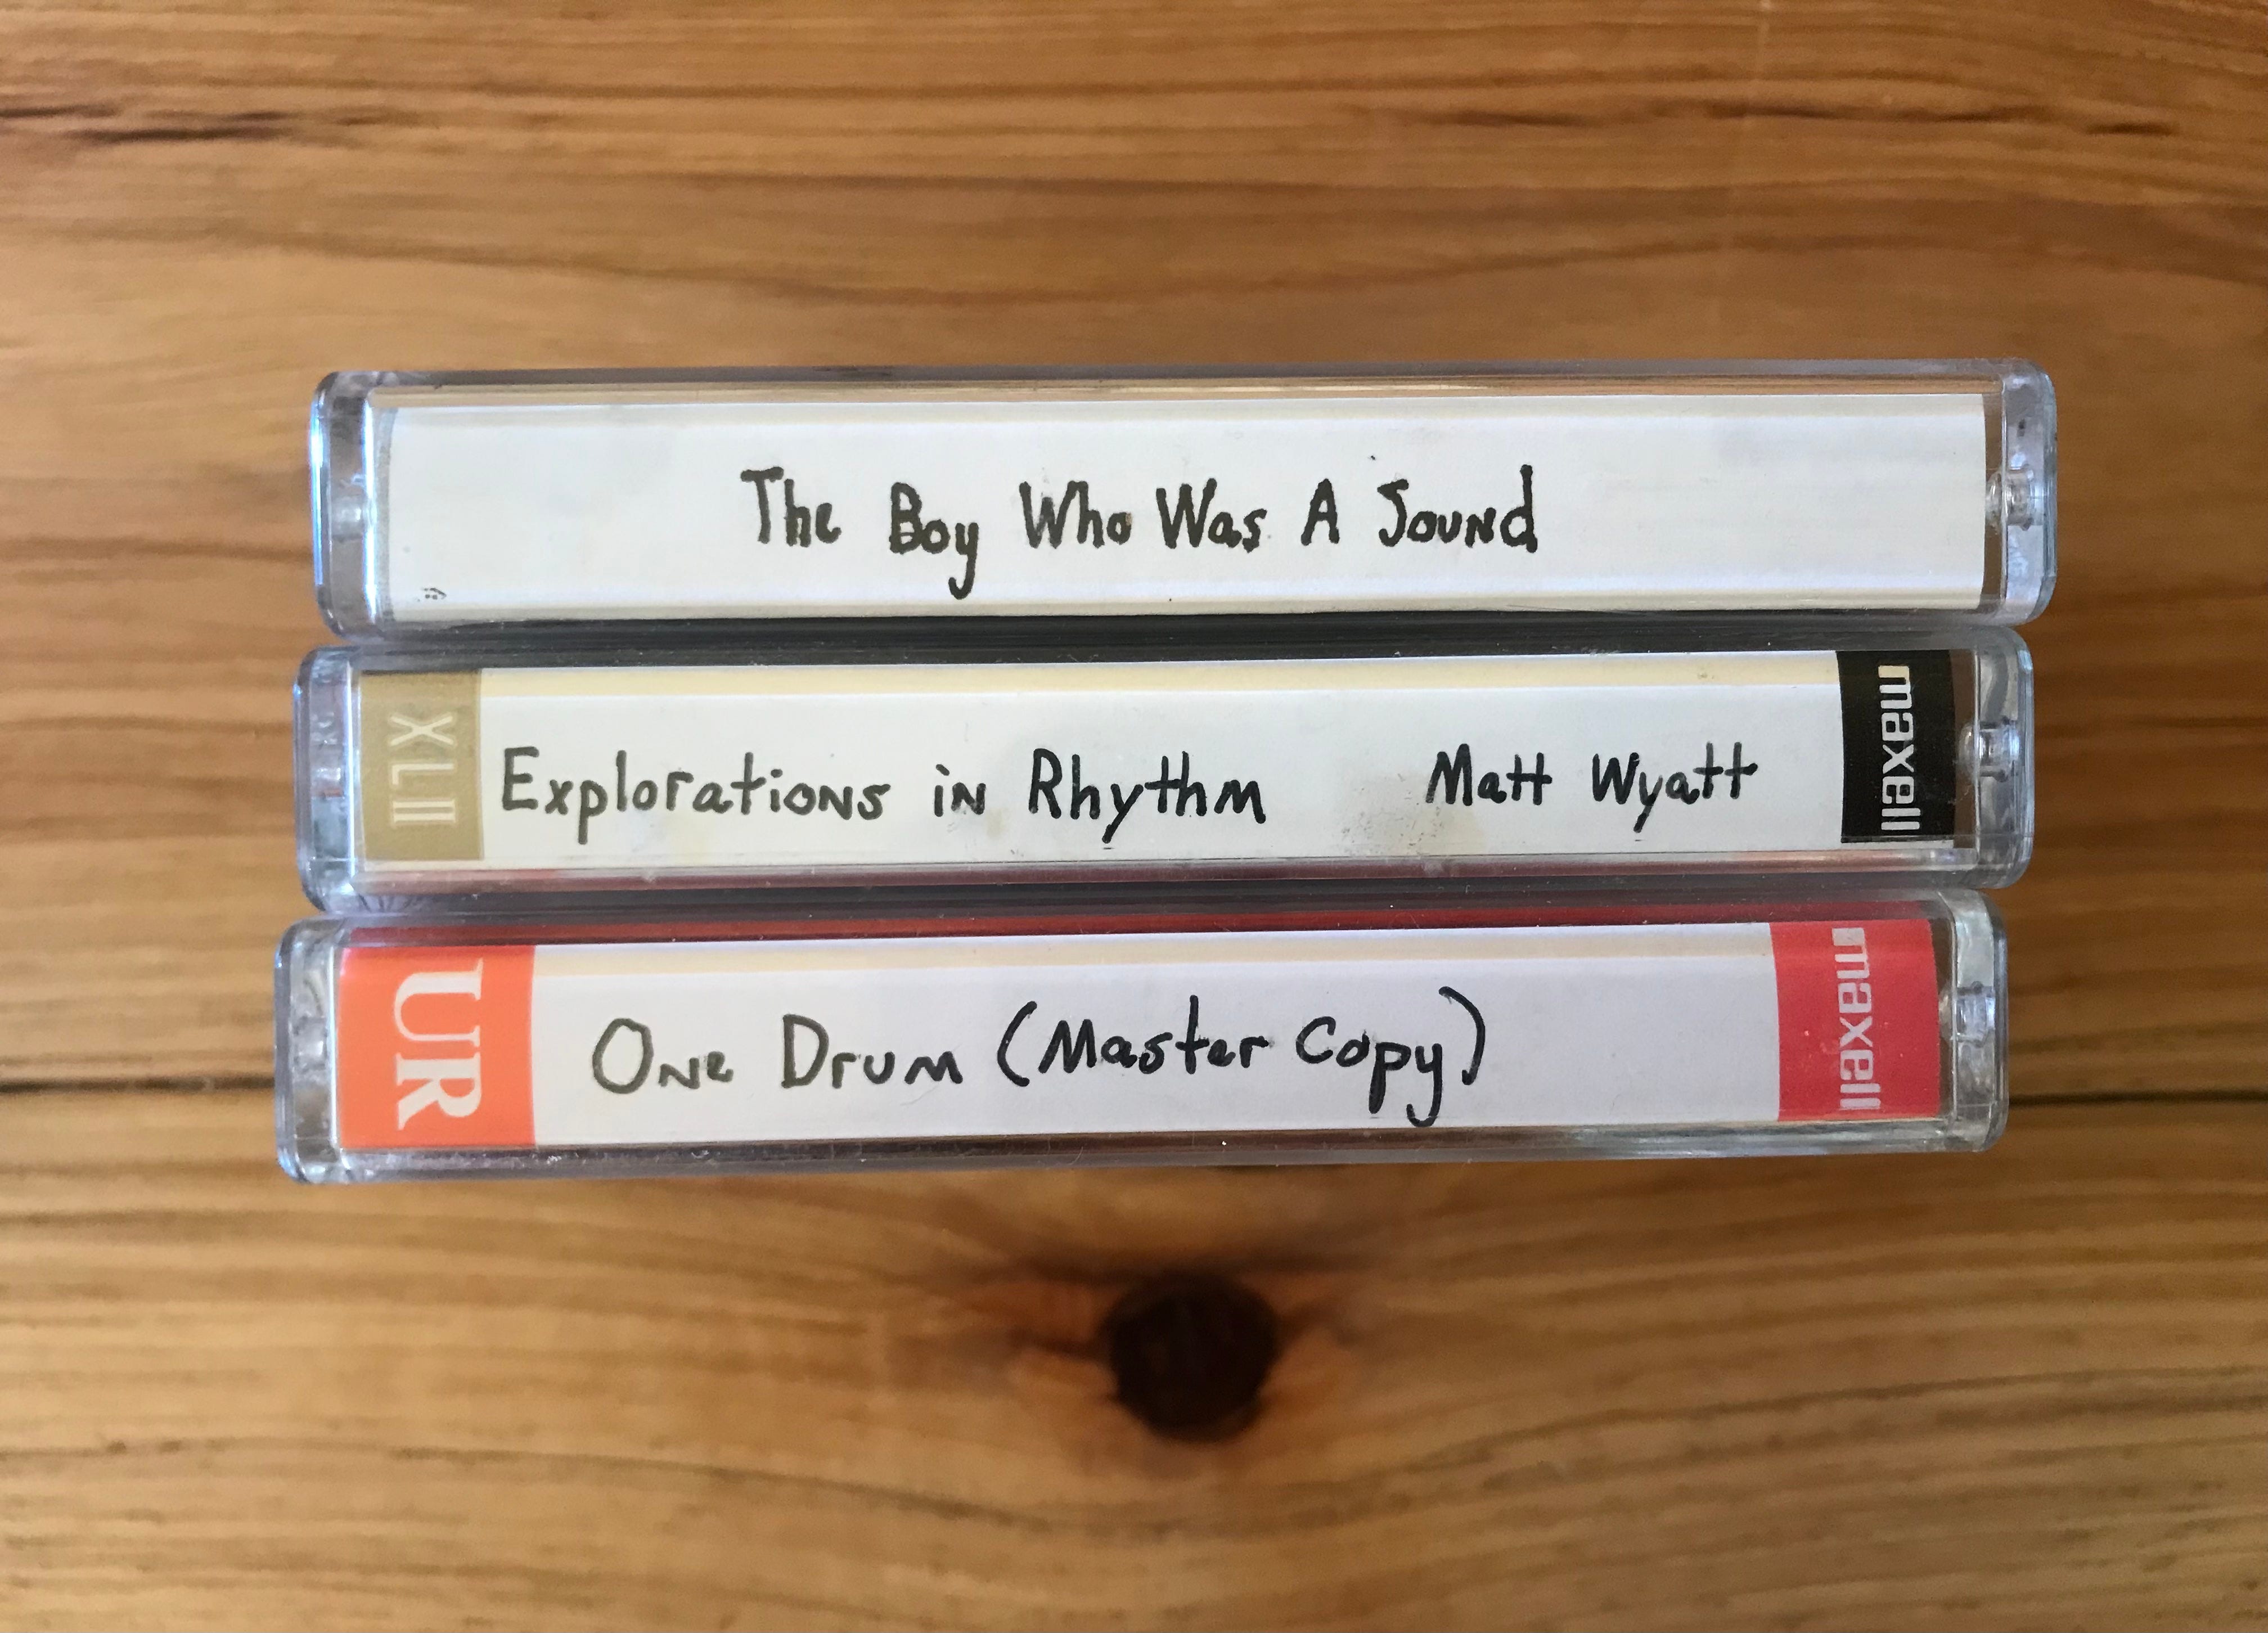 The Boy Who Was A Sound
XLII Explorations in Rhythm Matt Wyatt maxell
UR One Drum (Master Copy) maxell